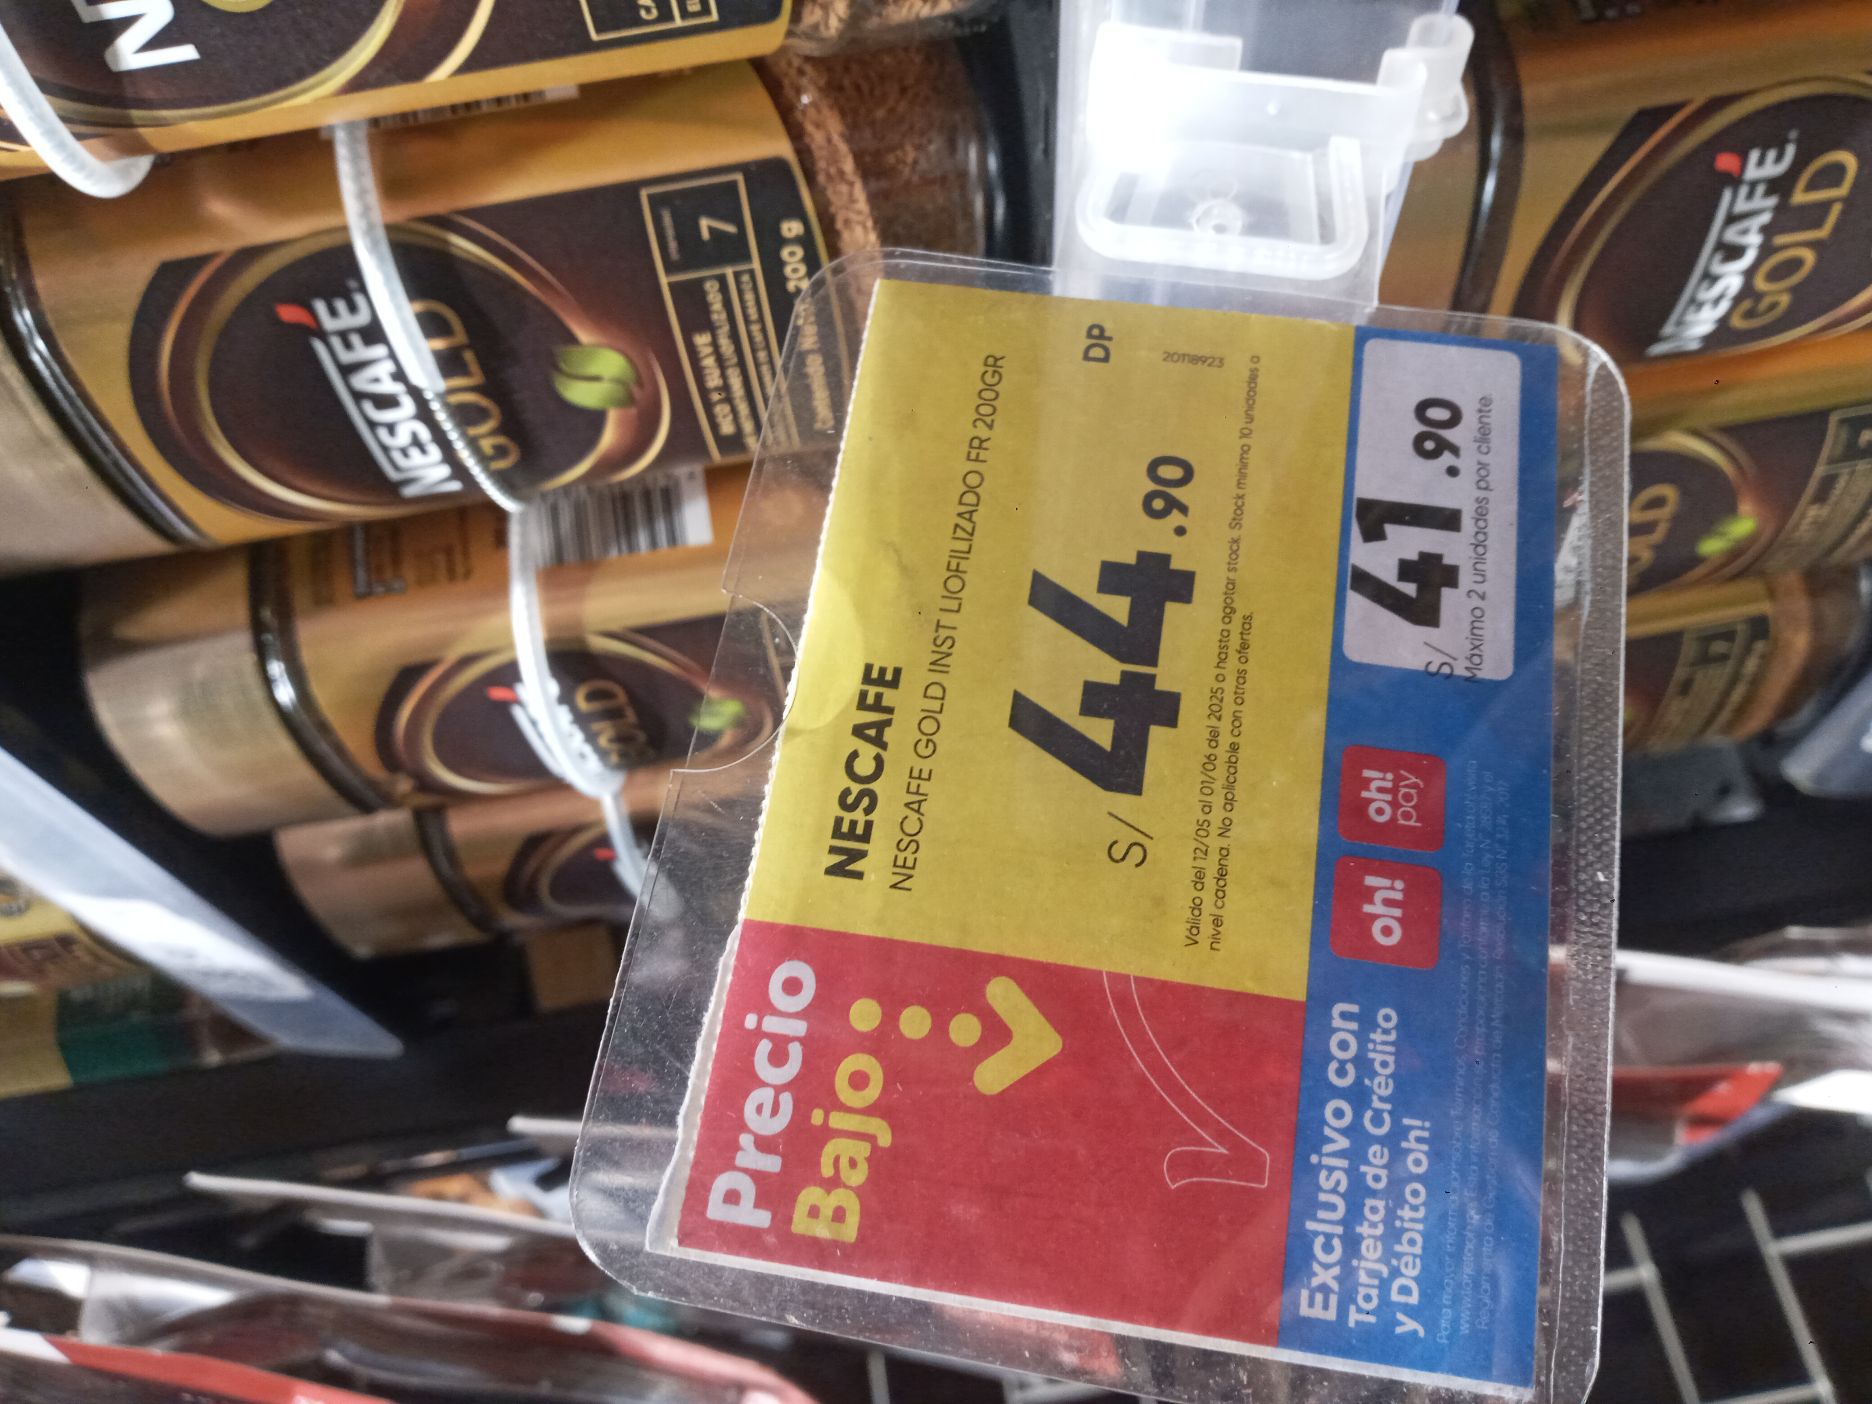 Precio
Bajo
NESCAFE
NESCAFE GOLD INST LIOFILIZADO FR 200GR
DP
S/ 44.90
20118923
Válido del 12/05 al 01/06 del 2025 o hasta agotar stock. Stock mínimo 10 unidades a
nivel cadena. No aplicable con otras ofertas.
Exclusivo con
Tarjeta de Crédito
y Débito oh!
oh!
oh!
pay
S/ 41.90
Máximo 2 unidades por cliente.
NESCAFÉ.
GOLD
7
200 g
NESCAFÉ.
GOLD
GOLD
GOLD